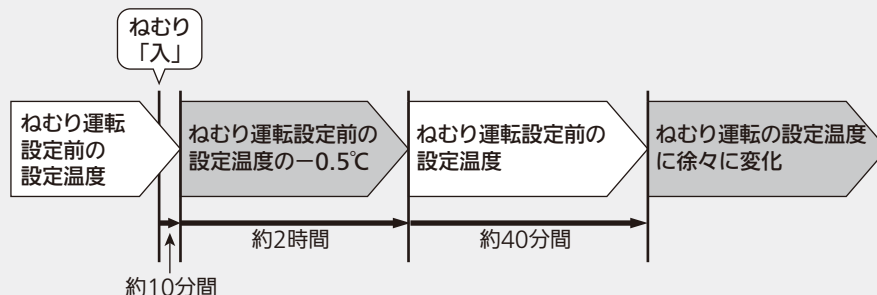 ●冷房時
ねむり
「入」
ねむり運転
設定前の
設定温度
ねむり運転設定前の
設定温度の－0.5℃
ねむり運転設定前の
設定温度
ねむり運転の設定温度
に徐々に変化
約2時間
約40分間
約10分間